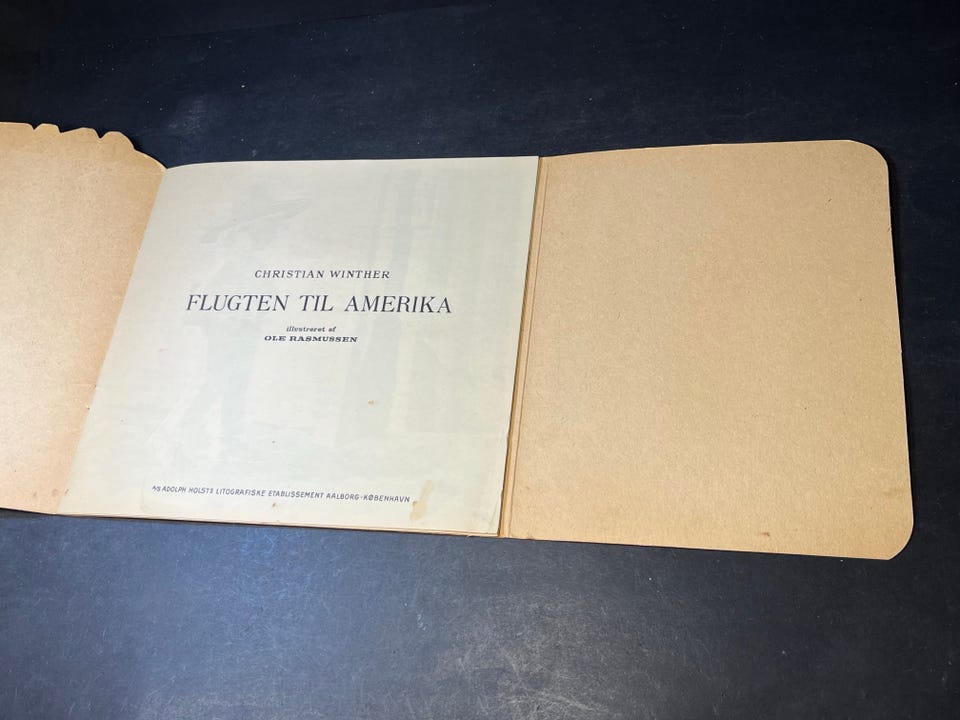 CHRISTIAN WINTHER
FLUGTEN TIL AMERIKA
illustreret af
OLE RASMUSSEN
A/S ADOLPH HOLSTS LITOGRAFISKE ETABLISSEMENT AALBORG-KØBENHAVN